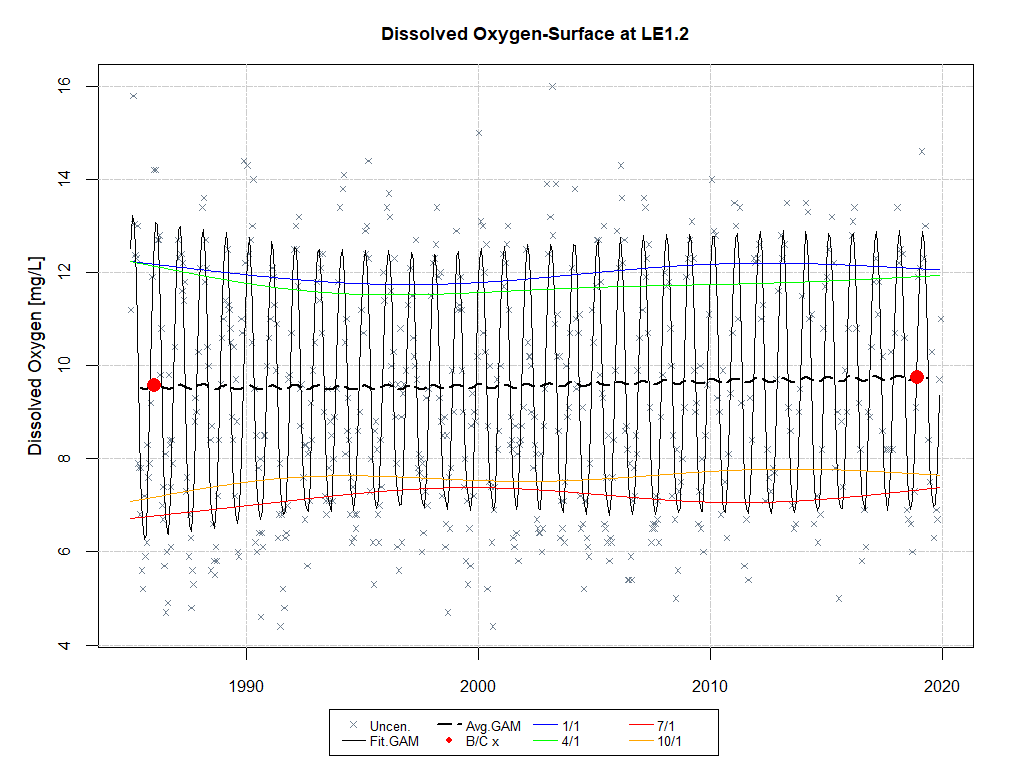 Dissolved Oxygen-Surface at LE1.2
Dissolved Oxygen [mg/L]
16
14
12
10
8
6
4
1990 2000 2010 2020
Uncen. Avg.GAM 1/1 7/1
Fit.GAM B/C x 4/1 10/1